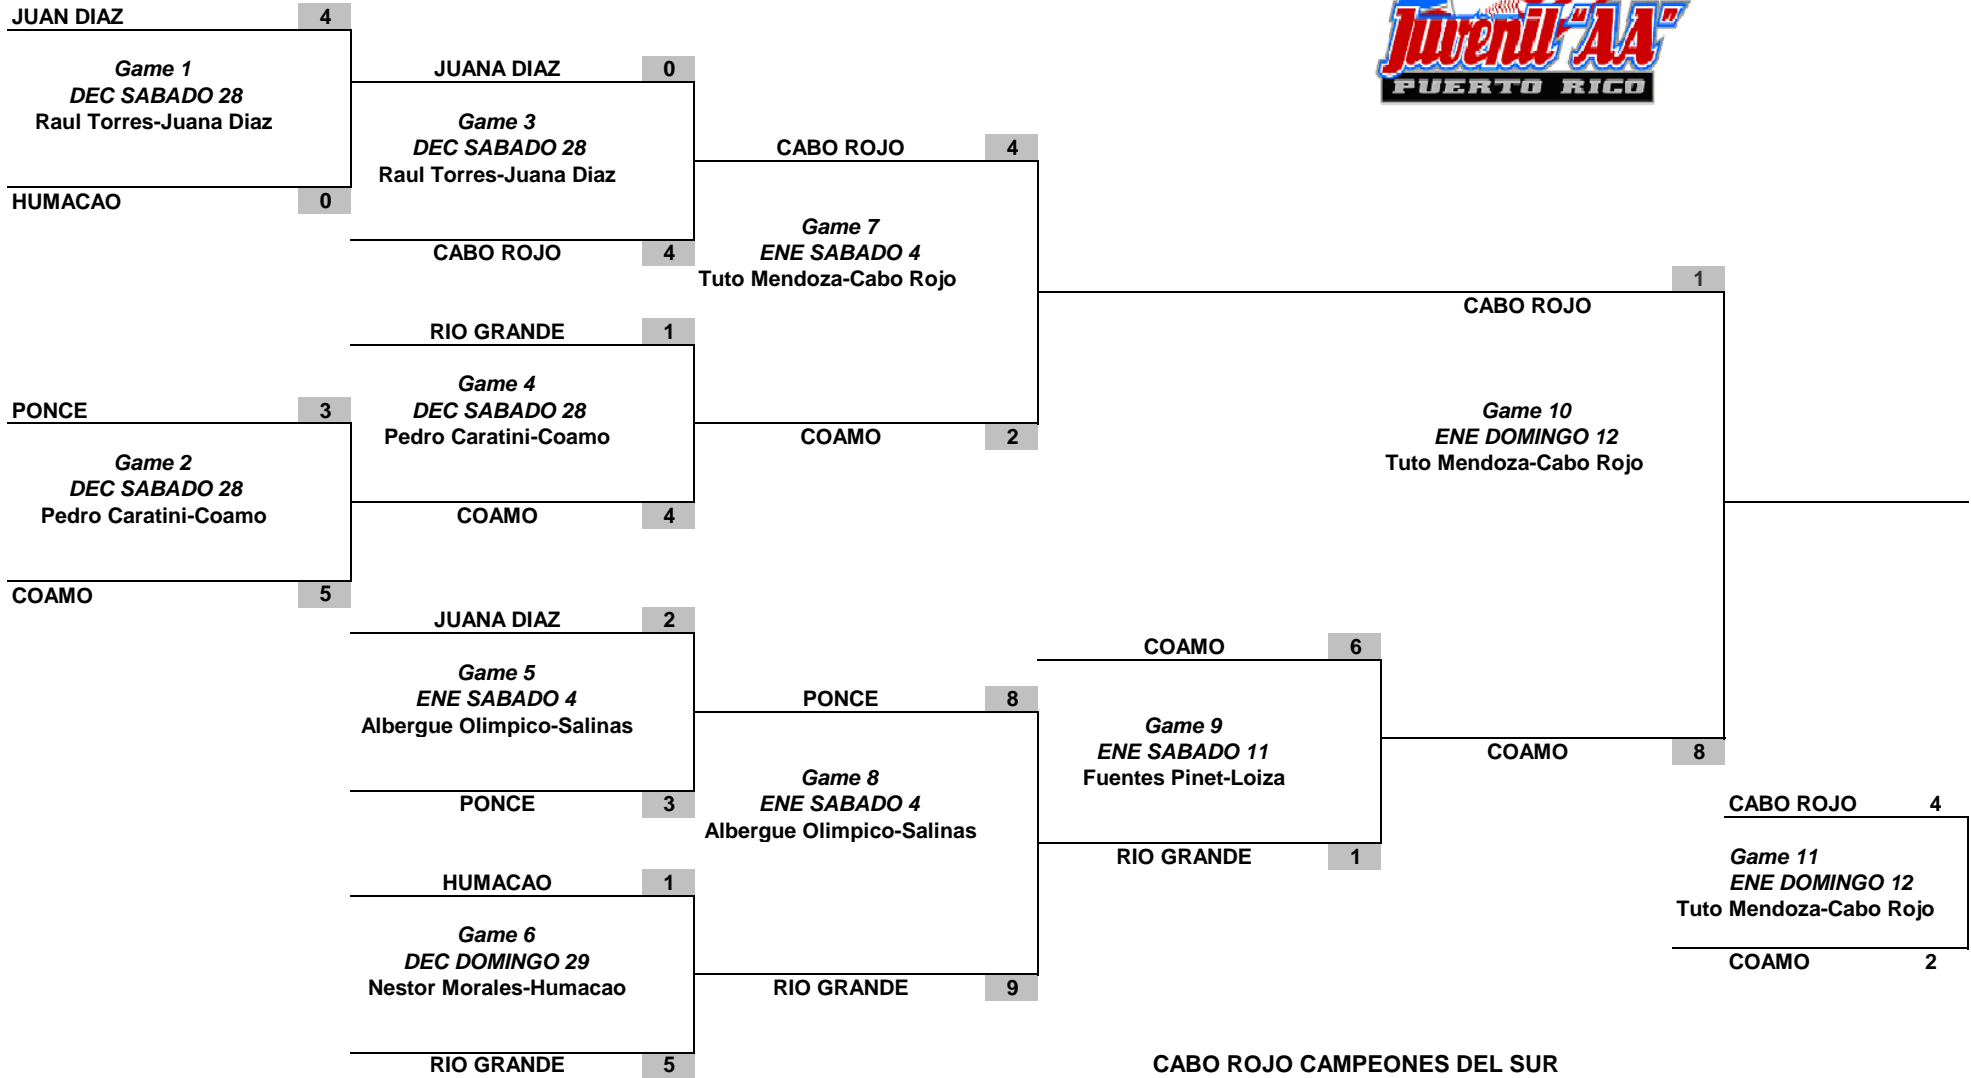 Juvenil "AA"
PUERTO RICO
JUAN DIAZ 4
Game 1
DEC SABADO 28
Raul Torres-Juana Diaz
HUMACAO 0
PONCE 3
Game 2
DEC SABADO 28
Pedro Caratini-Coamo
COAMO 5
JUANA DIAZ 0
Game 3
DEC SABADO 28
Raul Torres-Juana Diaz
CABO ROJO 4
RIO GRANDE 1
Game 4
DEC SABADO 28
Pedro Caratini-Coamo
COAMO 4
JUANA DIAZ 2
Game 5
ENE SABADO 4
Albergue Olimpico-Salinas
PONCE 3
HUMACAO 1
Game 6
DEC DOMINGO 29
Nestor Morales-Humacao
RIO GRANDE 5
CABO ROJO 4
Game 7
ENE SABADO 4
Tuto Mendoza-Cabo Rojo
COAMO 2
PONCE 8
Game 8
ENE SABADO 4
Albergue Olimpico-Salinas
RIO GRANDE 9
COAMO 6
Game 9
ENE SABADO 11
Fuentes Pinet-Loiza
RIO GRANDE 1
1
CABO ROJO
Game 10
ENE DOMINGO 12
Tuto Mendoza-Cabo Rojo
COAMO 8
CABO ROJO 4
Game 11
ENE DOMINGO 12
Tuto Mendoza-Cabo Rojo
COAMO 2
CABO ROJO CAMPEONES DEL SUR